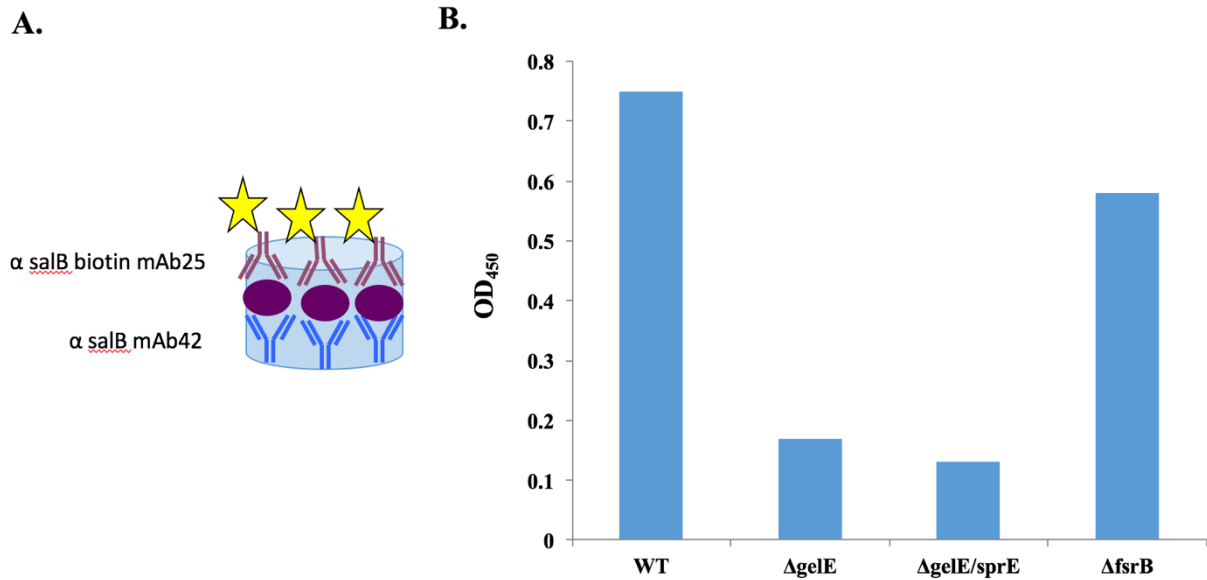 A.
α salB biotin mAb25
α salB mAb42
B.
0.8
0.7
0.6
0.5
0.4
0.3
0.2
0.1
0
OD450
WT
ΔgelE
ΔgelE/sprE
ΔfsrB